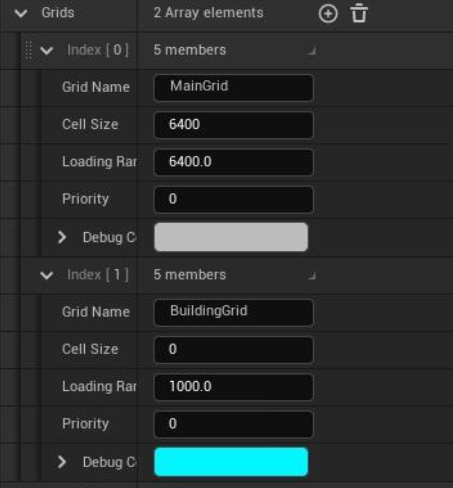 Grids 2 Array elements
Index [ 0 ] 5 members
Grid Name MainGrid
Cell Size 6400
Loading Rar 6400.0
Priority 0
Debug C
Index [ 1 ] 5 members
Grid Name BuildingGrid
Cell Size 0
Loading Rar 1000.0
Priority 0
Debug C